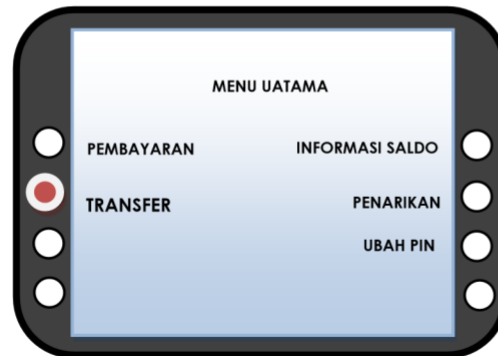 MENU UATAMA
PEMBAYARAN
INFORMASI SALDO
TRANSFER
PENARIKAN
UBAH PIN